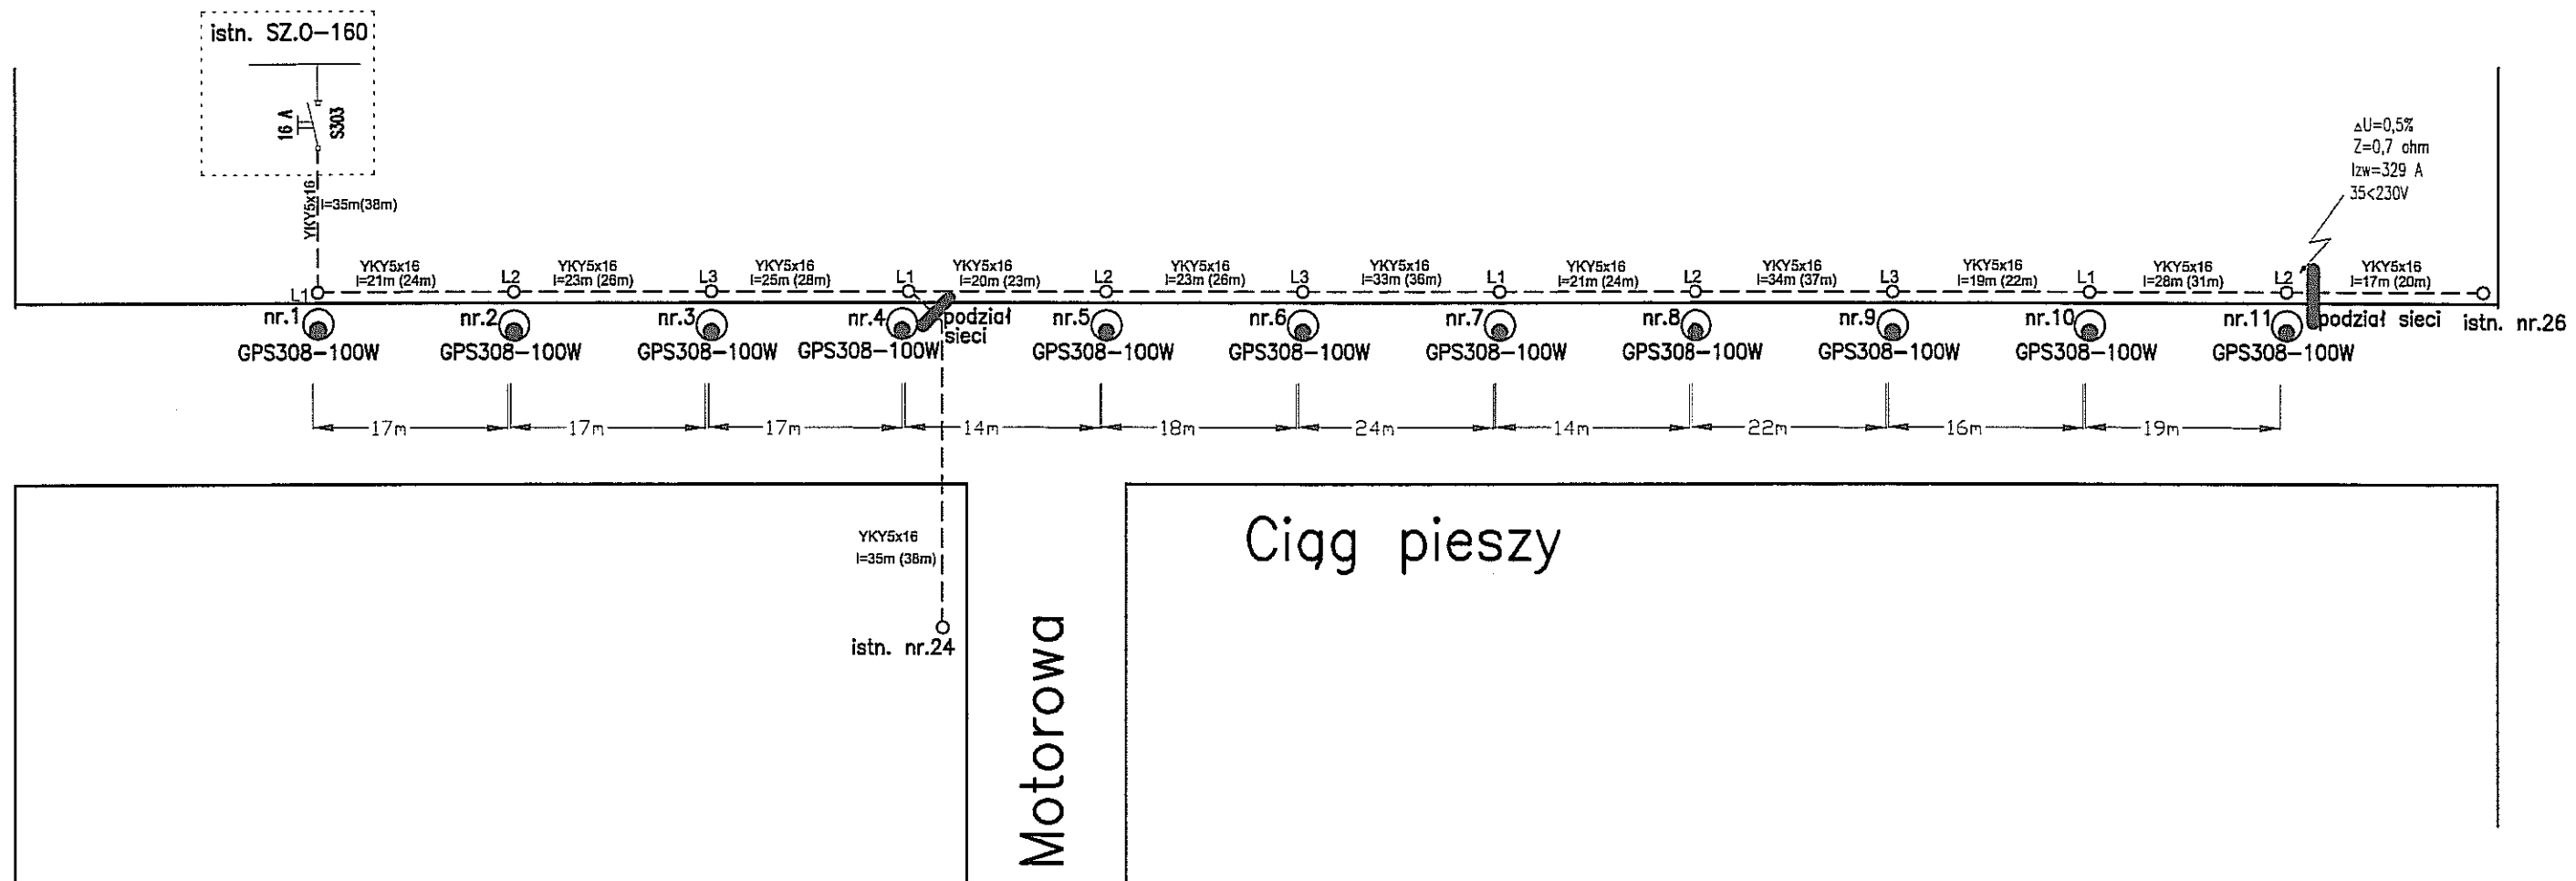 istn. SZ.O-160
16 A
S303
YKY5x16
l=35m(38m)
ΔU=0,5%
Z=0,7 ohm
Izw=329 A
35<230V
L1
YKY5x16
l=21m (24m)
L2
YKY5x16
l=23m (26m)
L3
YKY5x16
l=25m (28m)
L1
YKY5x16
l=20m (23m)
L2
YKY5x16
l=23m (26m)
L3
YKY5x16
l=33m (36m)
L1
YKY5x16
l=21m (24m)
L2
YKY5x16
l=34m (37m)
L3
YKY5x16
l=19m (22m)
L1
YKY5x16
l=28m (31m)
L2
YKY5x16
l=17m (20m)
nr.1
GPS308-100W
nr.2
GPS308-100W
nr.3
GPS308-100W
nr.4
GPS308-100W
podział
sieci
nr.5
GPS308-100W
nr.6
GPS308-100W
nr.7
GPS308-100W
nr.8
GPS308-100W
nr.9
GPS308-100W
nr.10
GPS308-100W
nr.11
GPS308-100W
podział sieci
istn. nr.26
17m
17m
17m
14m
18m
24m
14m
22m
16m
19m
YKY5x16
l=35m (38m)
istn. nr.24
Ciąg pieszy
Motorowa